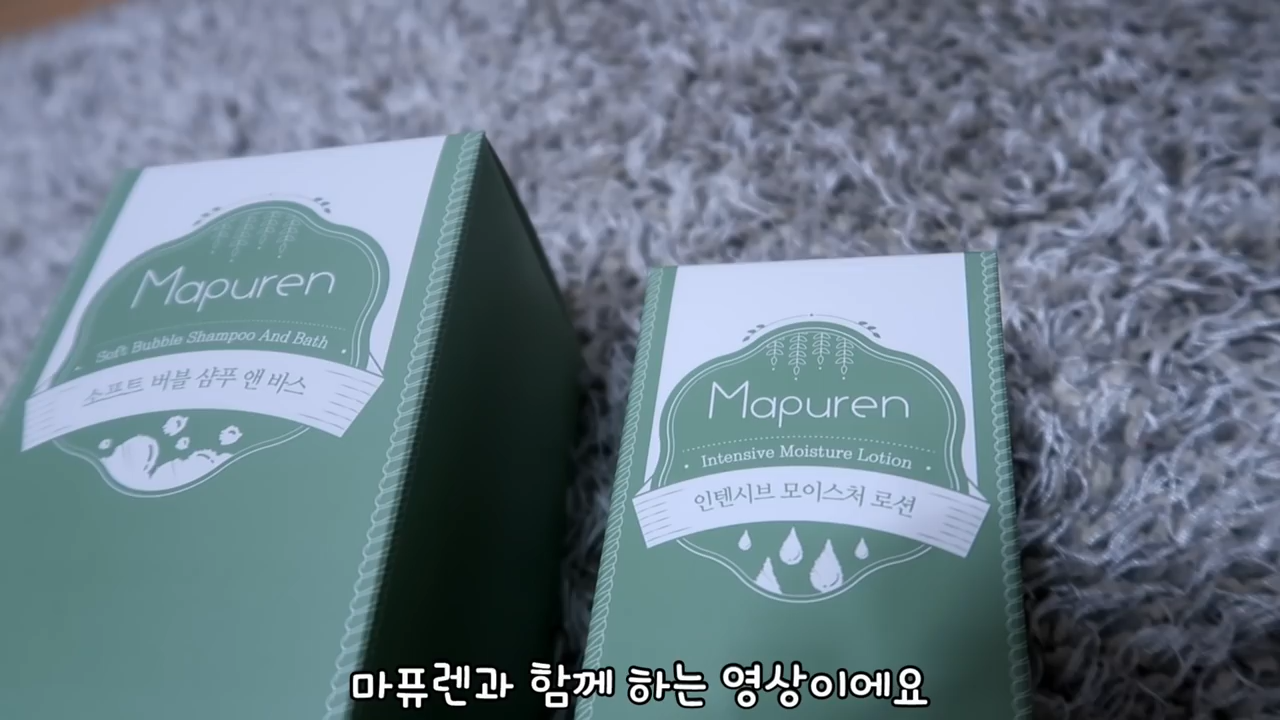 Mapuren
Soft Bubble Shampoo And Bath
소프트 버블 샴푸 앤 바스
Mapuren
Intensive Moisture Lotion
인텐시브 모이스처 로션
마퓨렌과 함께 하는 영상이에요